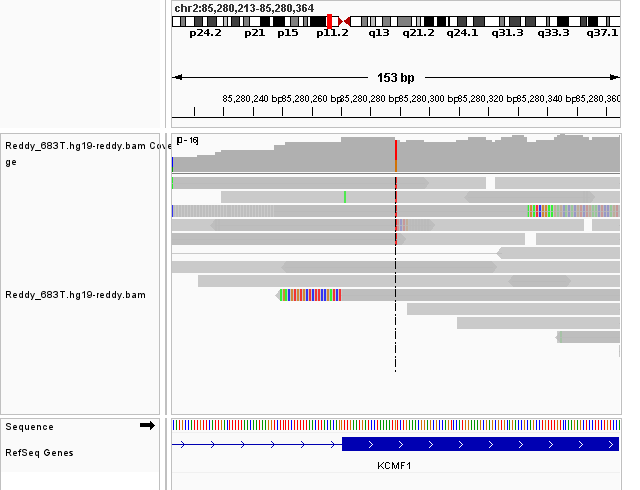 chr2:85,280,213-85,280,364
p24.2 p21 p15 p11.2 q13 q21.2 q24.1 q31.3 q33.3 q37.1
153 bp
85,280,240 bp 85,280,260 bp 85,280,280 bp 85,280,300 bp 85,280,320 bp 85,280,340 bp 85,280,360
[0 - 16]
Reddy_683T.hg19-reddy.bam Cove
ge
Reddy_683T.hg19-reddy.bam
Sequence
RefSeq Genes
KCMF1